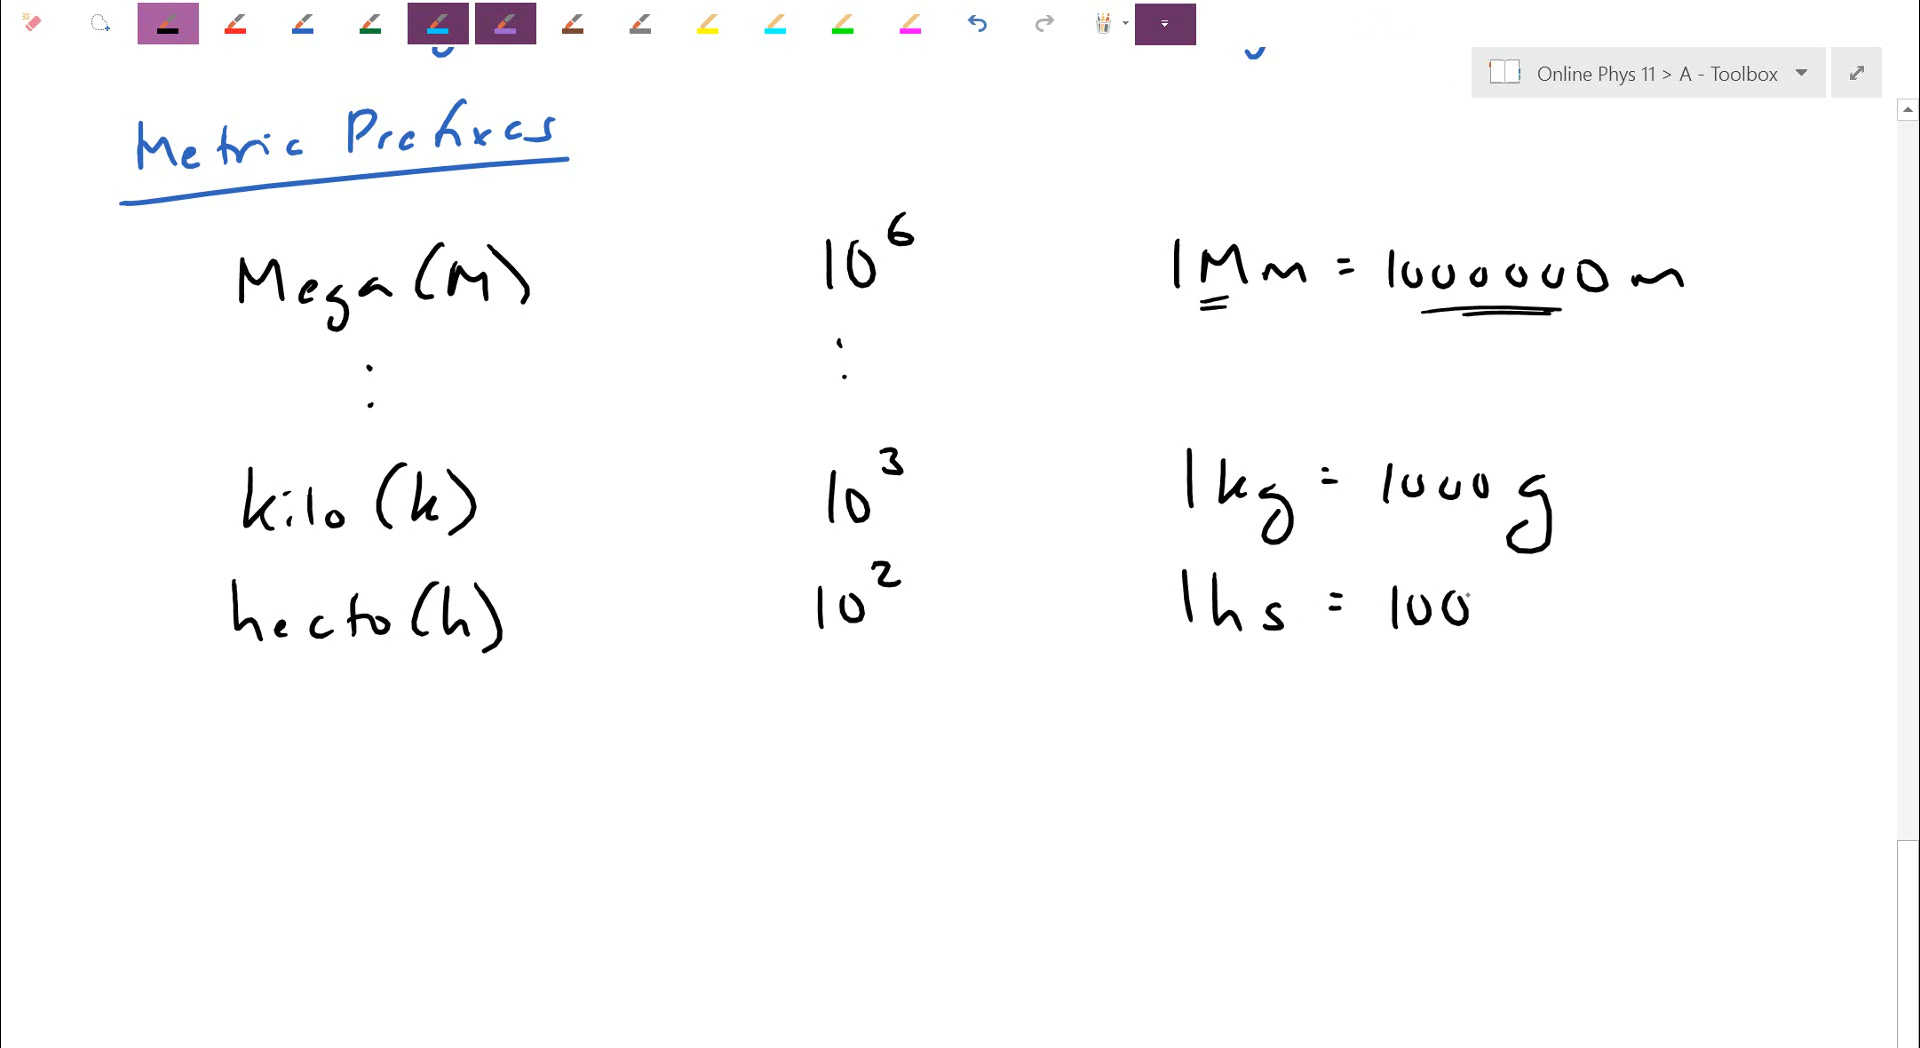 Online Phys 11 > A - Toolbox
Metric Prefixes
Mega (M) 10^6 1 Mm = 1000000 m
: :
kilo (k) 10^3 1 kg = 1000 g
hecto (h) 10^2 1 hs = 100